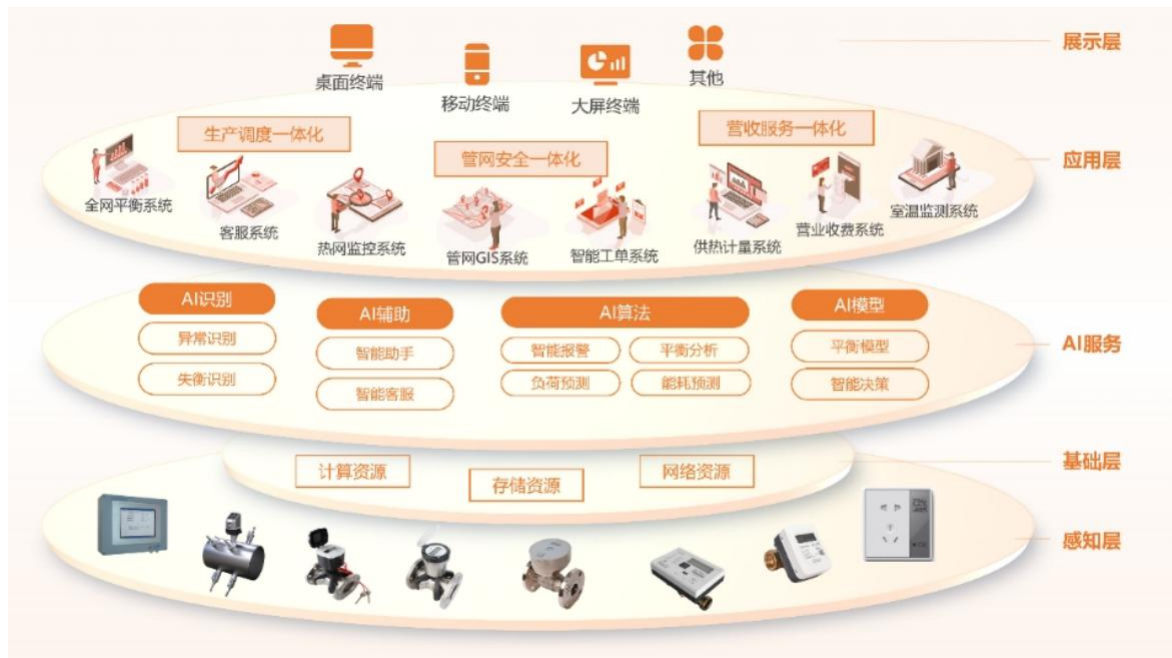 展示层
桌面终端
移动终端
大屏终端
其他
应用层
生产调度一体化
管网安全一体化
营收服务一体化
全网平衡系统
客服系统
热网监控系统
管网GIS系统
智能工单系统
供热计量系统
营业收费系统
室温监测系统
AI服务
AI识别
异常识别
失衡识别
AI辅助
智能助手
智能客服
AI算法
智能报警
平衡分析
负荷预测
能耗预测
AI模型
平衡模型
智能决策
基础层
计算资源
存储资源
网络资源
感知层